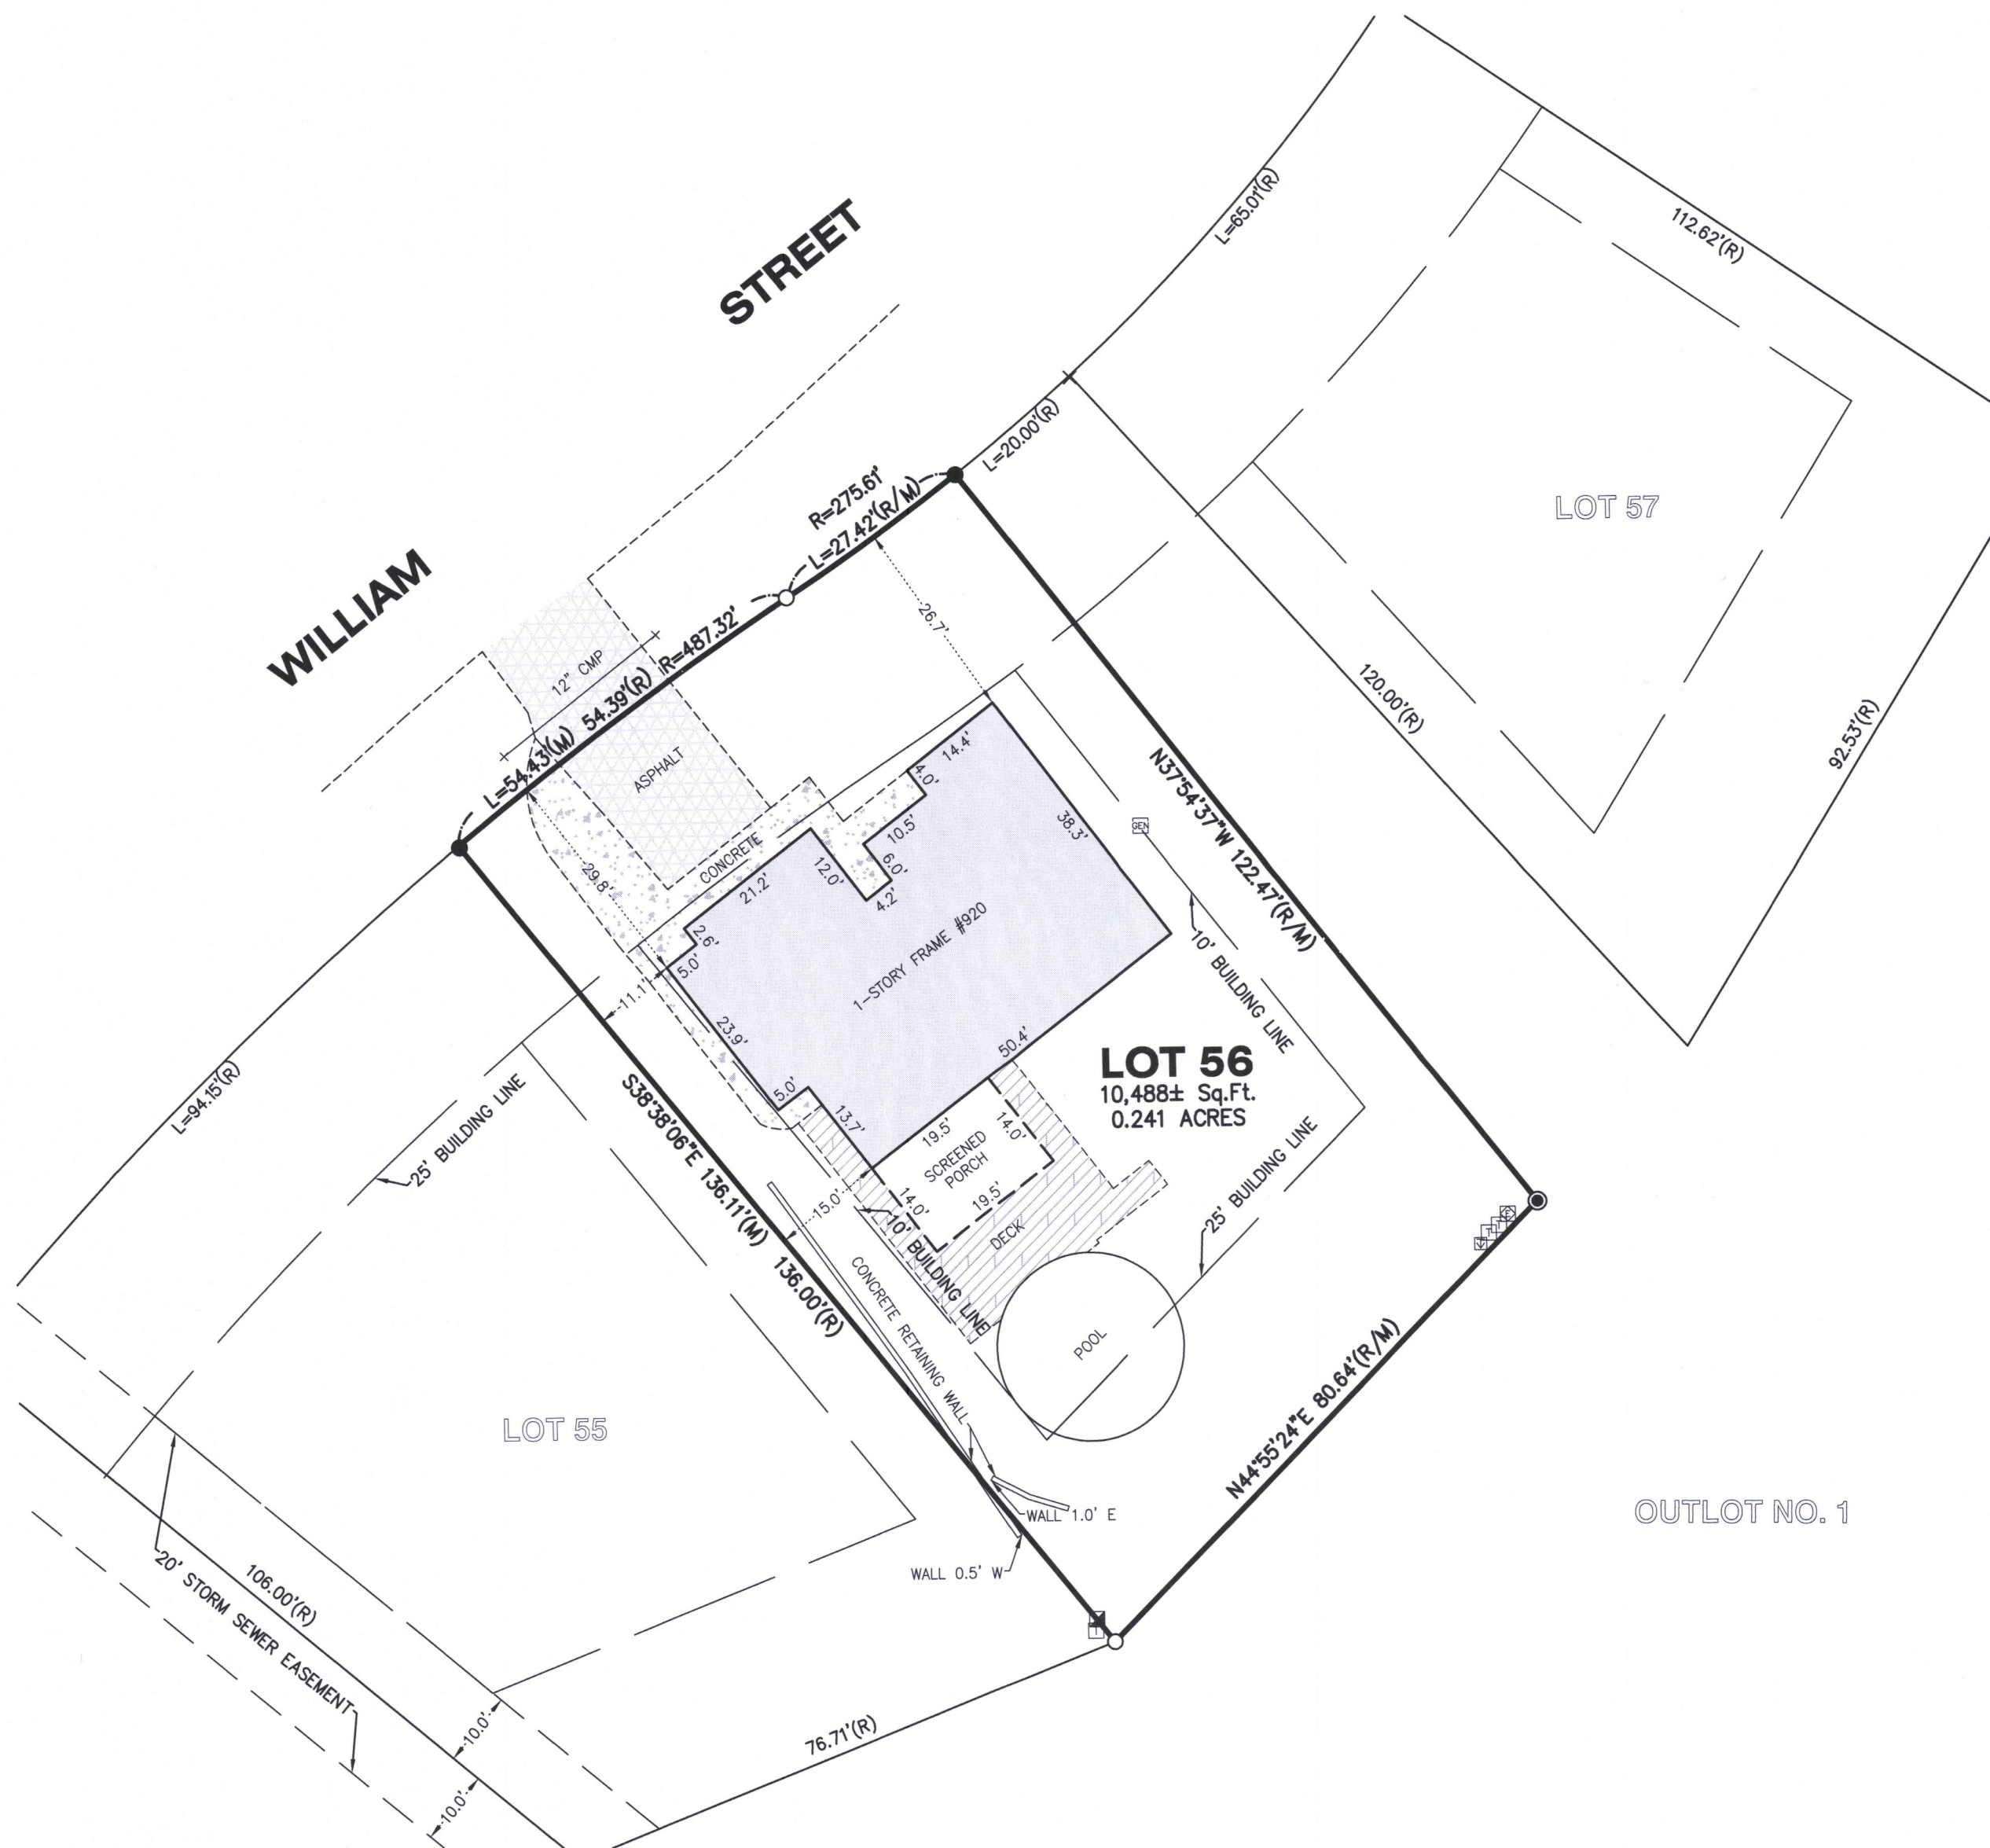 STREET
WILLIAM
L=65.01'(R)
112.62'(R)
L=20.00'(R)
R=275.61'
L=27.42'(R/M)
LOT 57
26.7'
R=487.32'
12" CMP
54.39'(R)
L=54.43'(M)
ASPHALT
120.00'(R)
92.53'(R)
N37°54'37"W 122.47'(R/M)
14.4'
4.0'
10.5'
38.3'
GEN
6.0'
CONCRETE
12.0'
4.2'
21.2'
29.8'
2.6'
5.0'
11.1'
1-STORY FRAME #920
10' BUILDING LINE
23.9'
50.4'
LOT 56
10,488± Sq.Ft.
0.241 ACRES
5.0'
13.7'
19.5'
14.0'
SCREENED
PORCH
14.0'
19.5'
15.0'
DECK
10' BUILDING LINE
25' BUILDING LINE
L=94.15'(R)
25' BUILDING LINE
S38°38'06"E 136.11'(M) 136.00'(R)
CONCRETE RETAINING WALL
POOL
N44°55'24"E 80.64'(R/M)
LOT 55
WALL 1.0' E
OUTLOT NO. 1
WALL 0.5' W
106.00'(R)
20' STORM SEWER EASEMENT
10.0'
10.0'
76.71'(R)